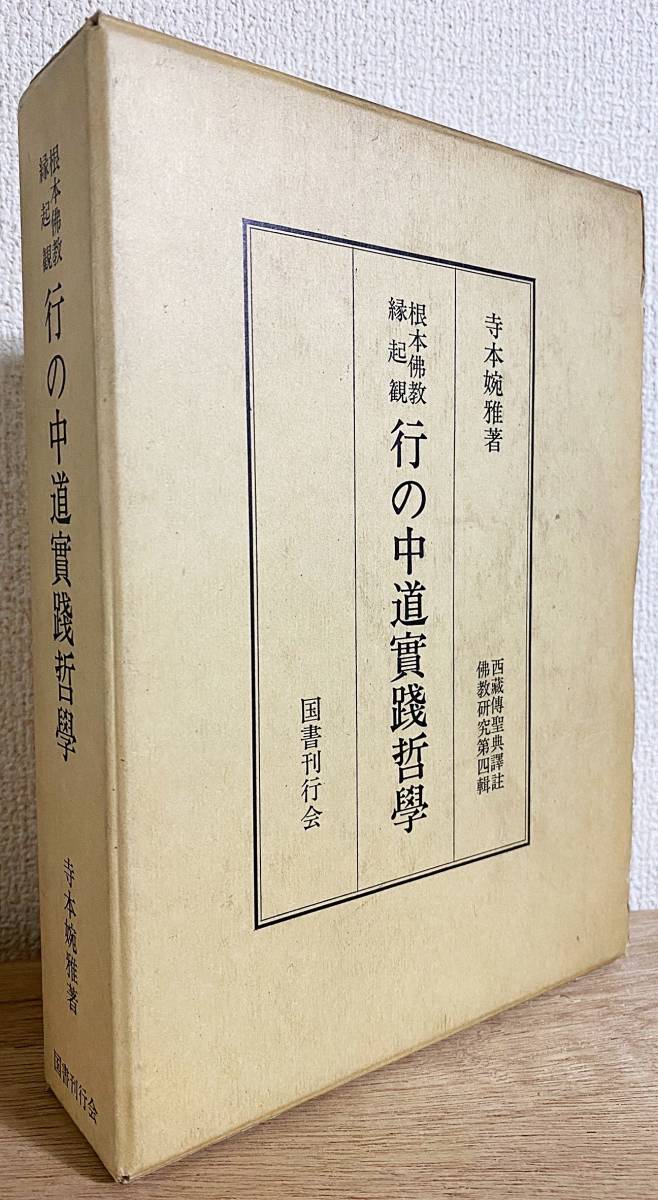 寺本婉雅著
西藏傳聖典譯註
佛教研究第四輯
根本佛教
縁起観
行の中道實踐哲學
国書刊行会
根本佛教
縁起観
行の中道實踐哲學
寺本婉雅著
国書刊行会